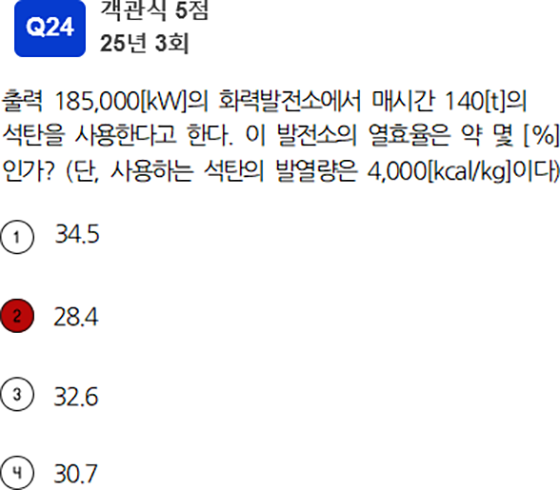 Q24
객관식 5점
25년 3회
출력 185,000[kW]의 화력발전소에서 매시간 140[t]의
석탄을 사용한다고 한다. 이 발전소의 열효율은 약 몇 [%]
인가? (단, 사용하는 석탄의 발열량은 4,000[kcal/kg]이다)
1 34.5
2 28.4
3 32.6
4 30.7